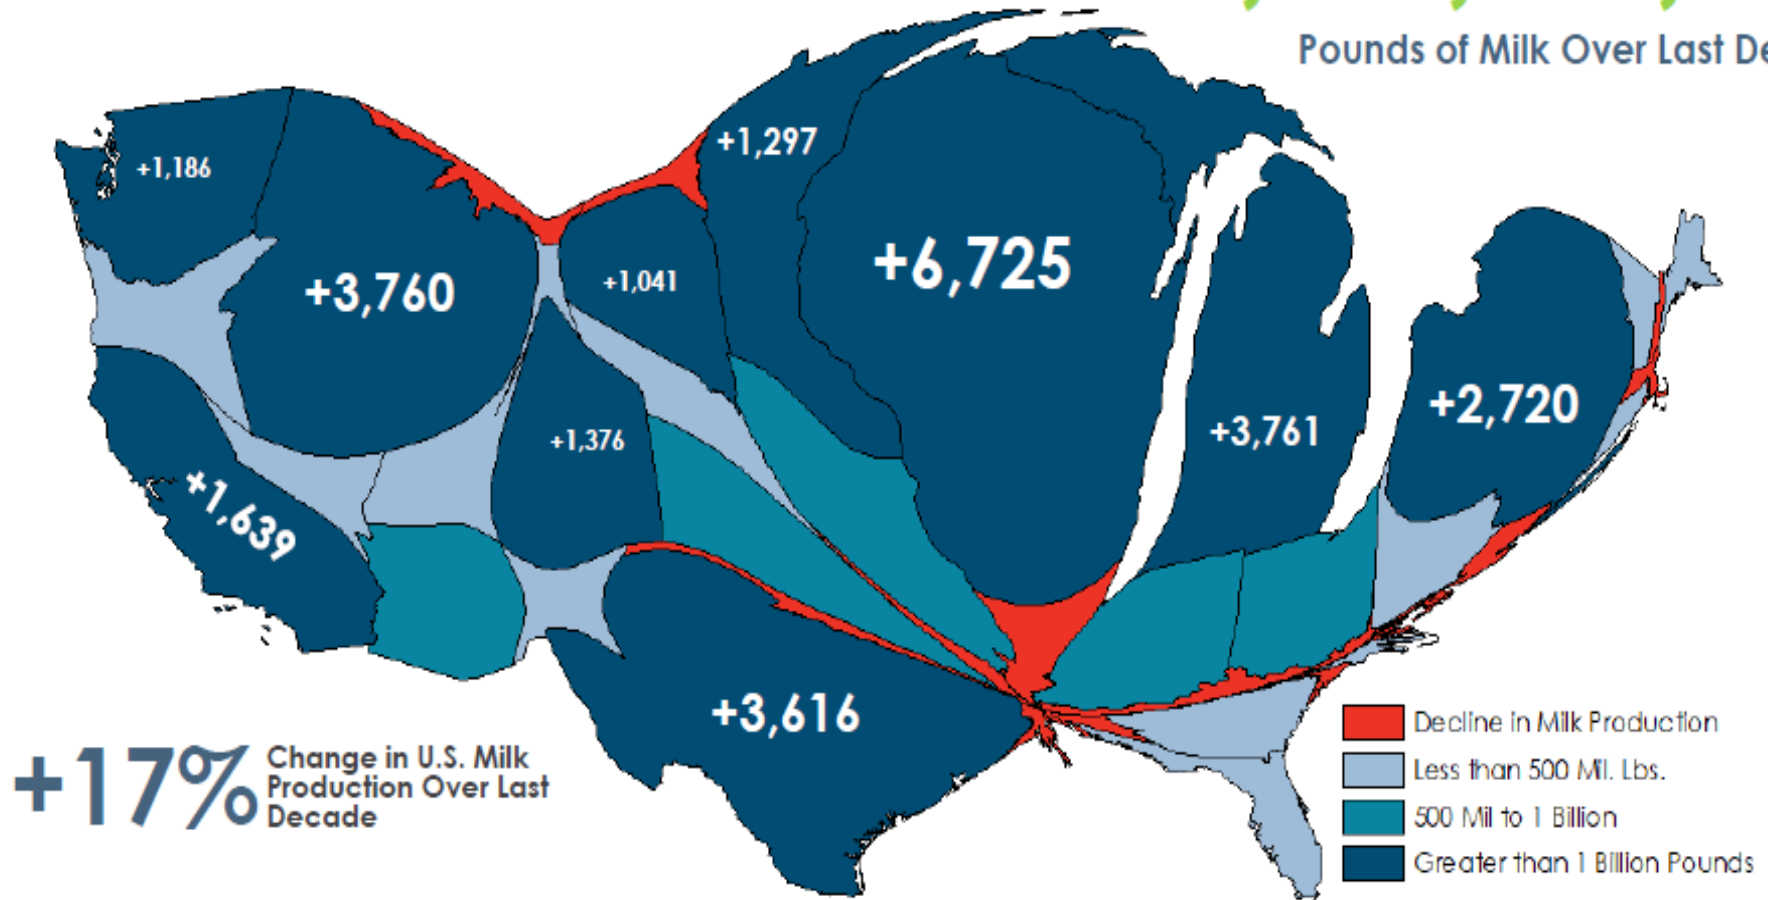 Pounds of Milk Over Last
+1,297
+1,186
+6,725
+3,760
+1,041
+2,720
+3,761
+1,376
+1,639
+3,616
+17%
Change in U.S. Milk
Production Over Last
Decade
Decline in Milk Production
Less than 500 Mil. Lbs.
500 Mil to 1 Billion
Greater than 1 Billion Pounds